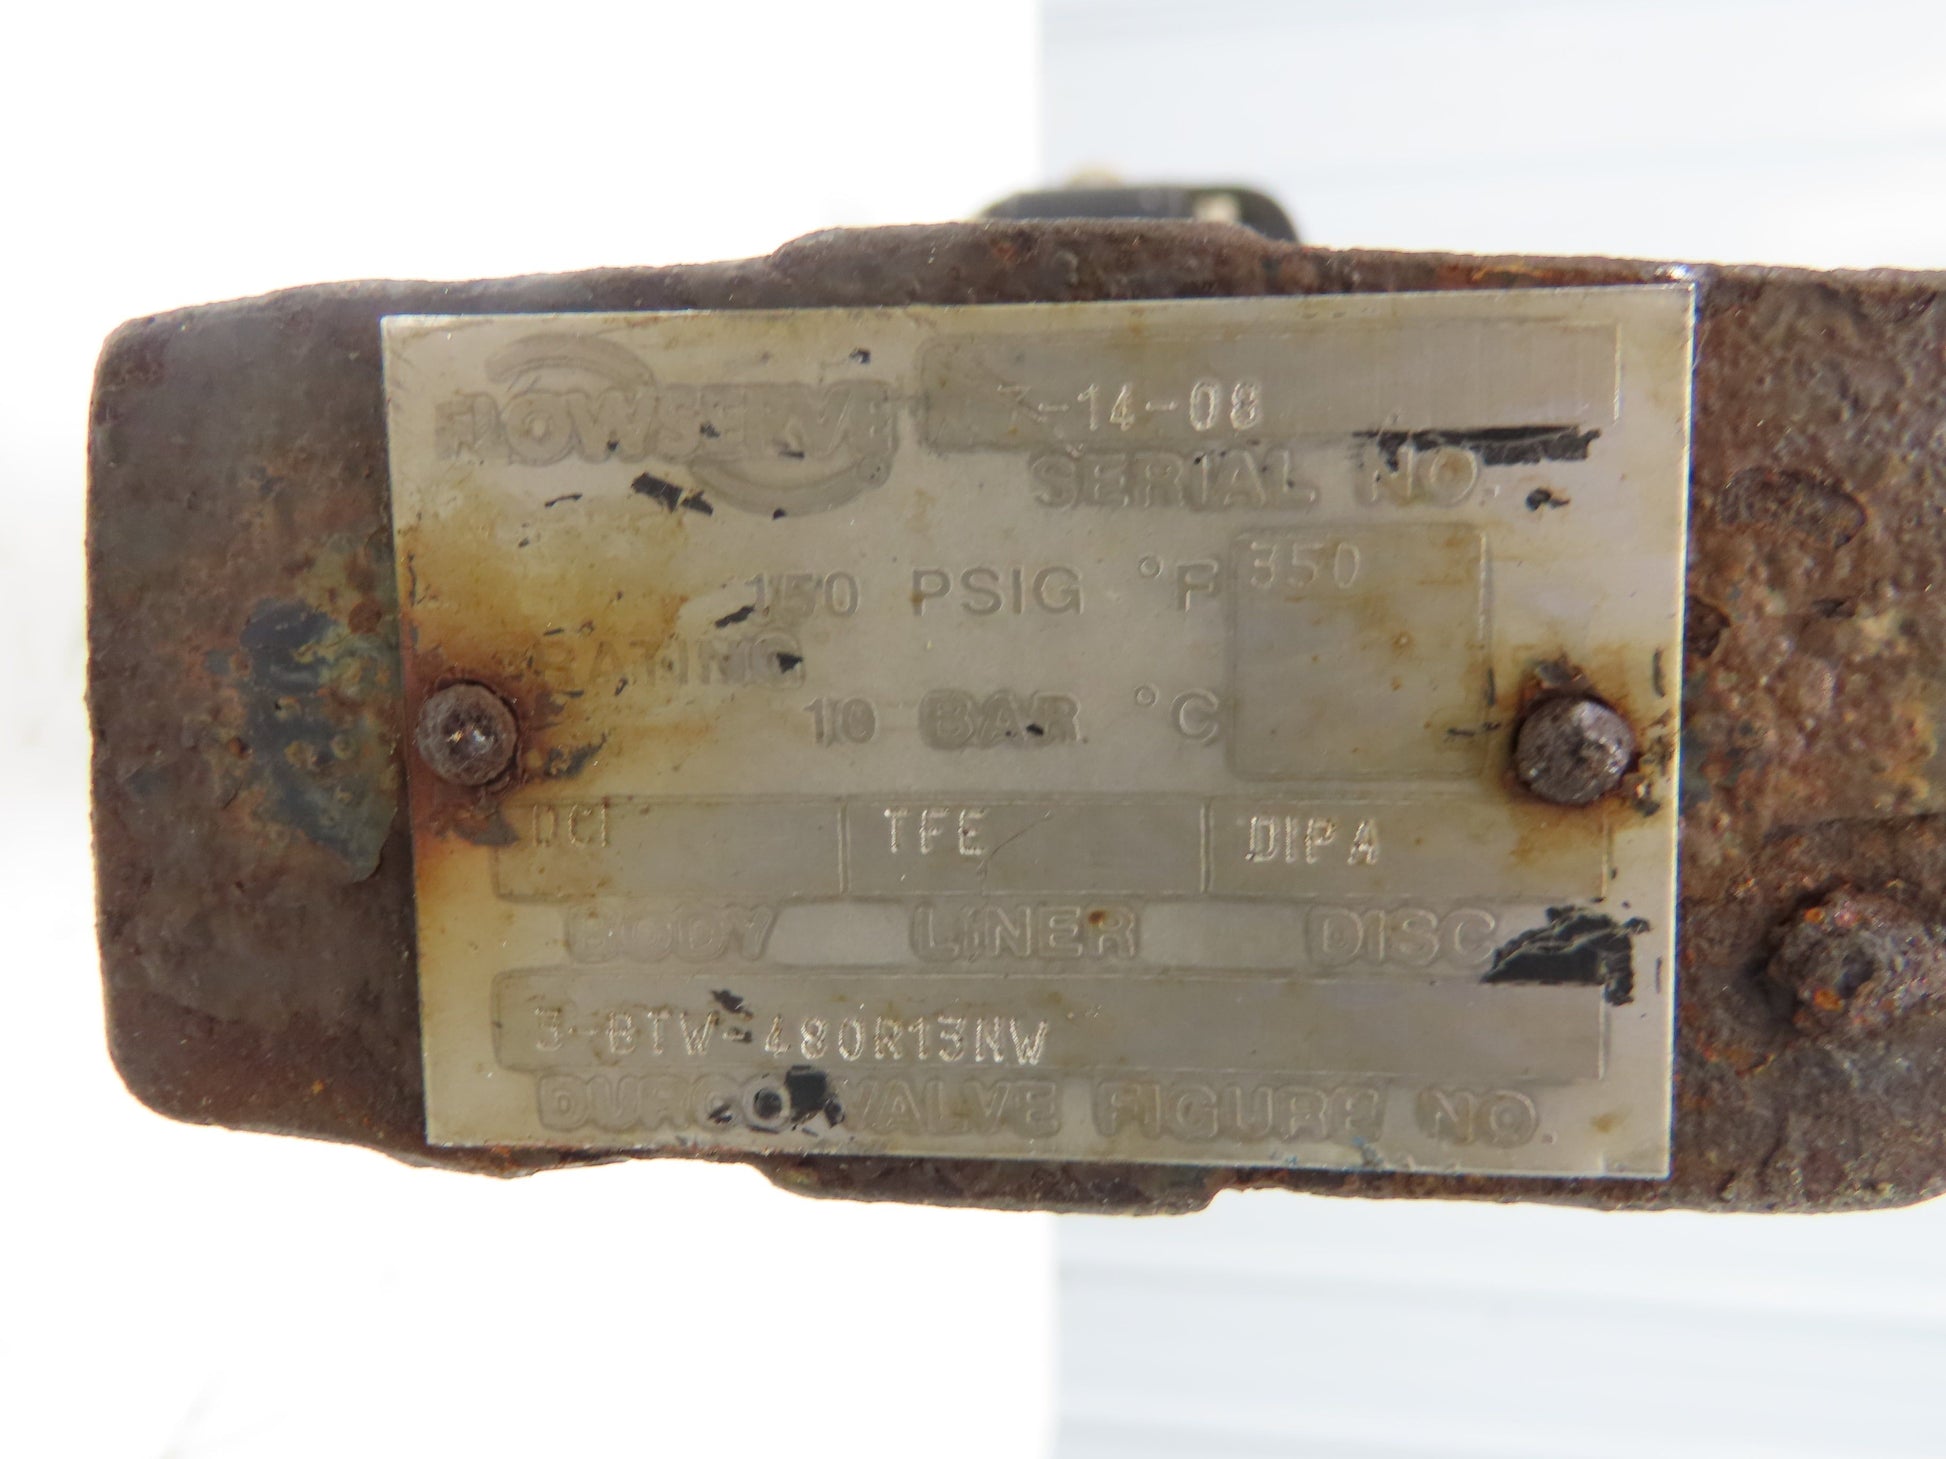 FLOWSERVE
7-14-08
SERIAL NO.
150 PSIG °F 350
RATING
10 BAR °C
DCI TFE DIPA
BODY LINER DISC
3-BTW-480R13NW
DURCO VALVE FIGURE NO.